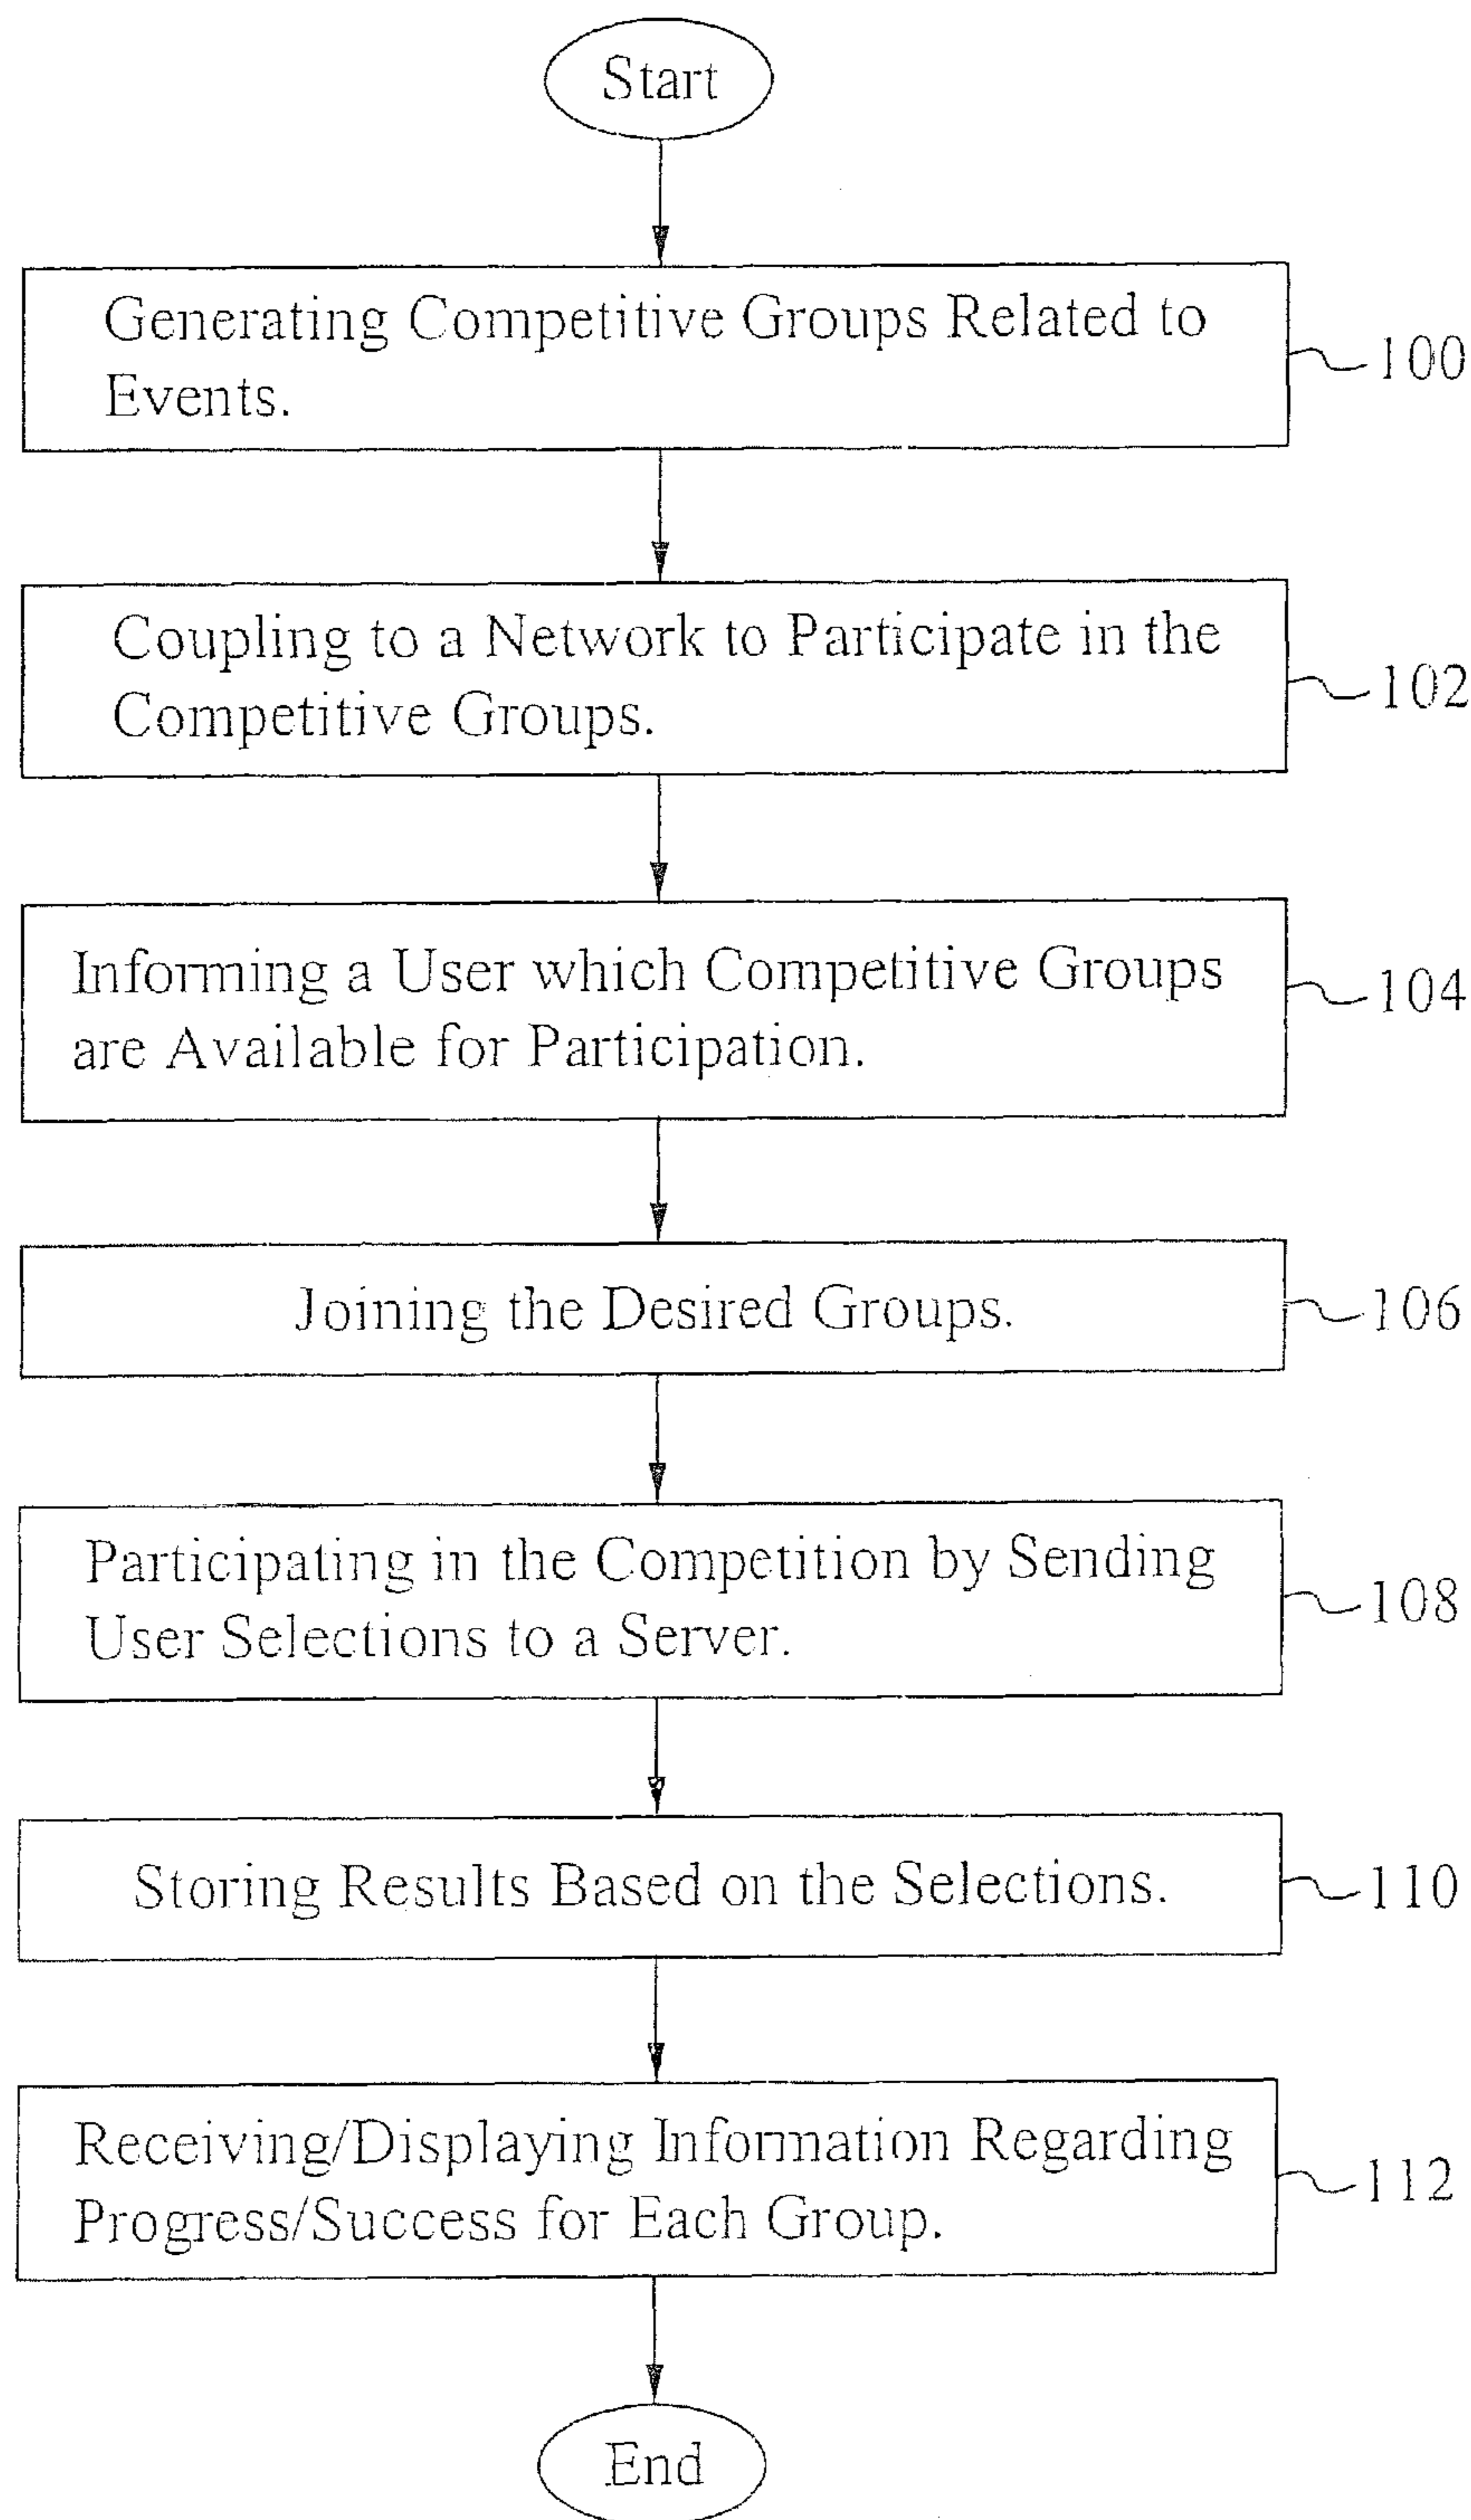 Start
Generating Competitive Groups Related to
Events.
100
Coupling to a Network to Participate in the
Competitive Groups.
102
Informing a User which Competitive Groups
are Available for Participation.
104
Joining the Desired Groups.
106
Participating in the Competition by Sending
User Selections to a Server.
108
Storing Results Based on the Selections.
110
Receiving/Displaying Information Regarding
Progress/Success for Each Group.
112
End